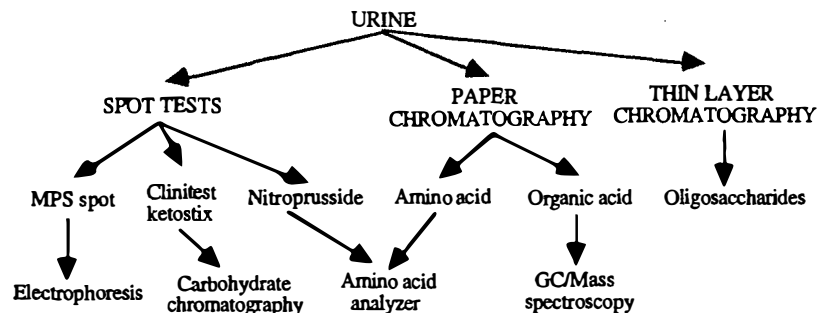 URINE
SPOT TESTS
PAPER
CHROMATOGRAPHY
THIN LAYER
CHROMATOGRAPHY
MPS spot
Clinitest
ketostix
Nitroprusside
Amino acid
Organic acid
Oligosaccharides
Electrophoresis
Carbohydrate
chromatography
Amino acid
analyzer
GC/Mass
spectroscopy